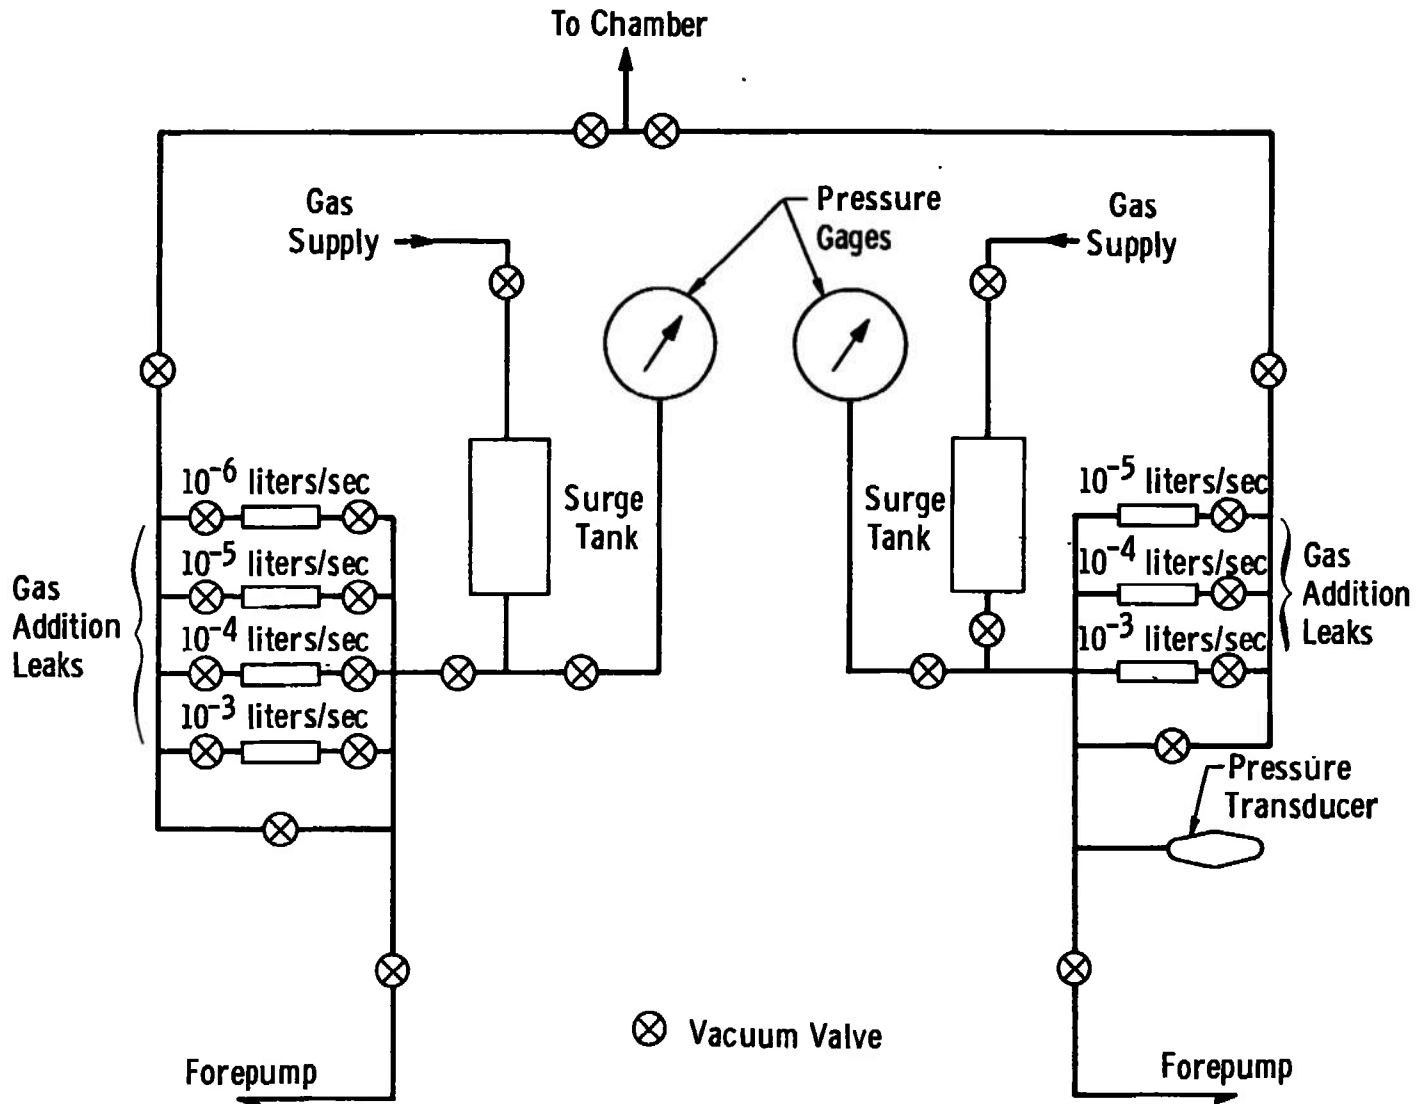 To Chamber
Gas
Supply
Pressure
Gages
Gas
Supply
10⁻⁶ liters/sec
10⁻⁵ liters/sec
10⁻⁴ liters/sec
10⁻³ liters/sec
Gas
Addition
Leaks
Surge
Tank
Surge
Tank
10⁻⁵ liters/sec
10⁻⁴ liters/sec
10⁻³ liters/sec
Gas
Addition
Leaks
Pressure
Transducer
Vacuum Valve
Forepump
Forepump